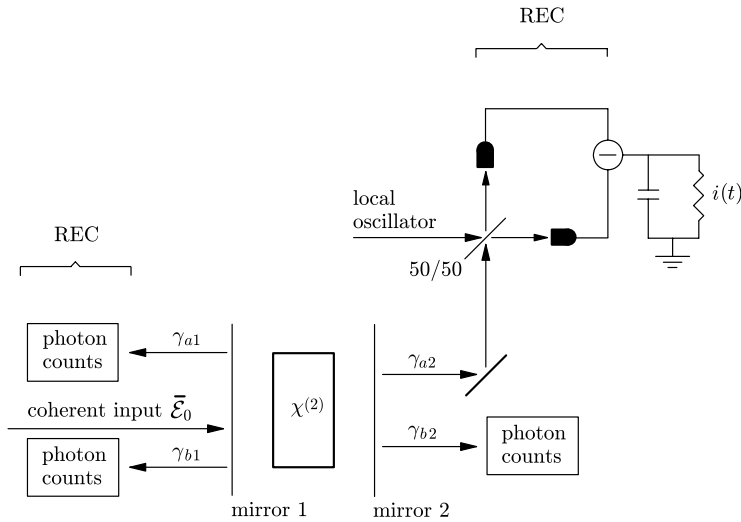 REC
local
oscillator
i(t)
REC
50/50
photon
counts
γa1
γa2
χ(2)
coherent input Ē0
photon
counts
γb1
γb2
photon
counts
mirror 1
mirror 2